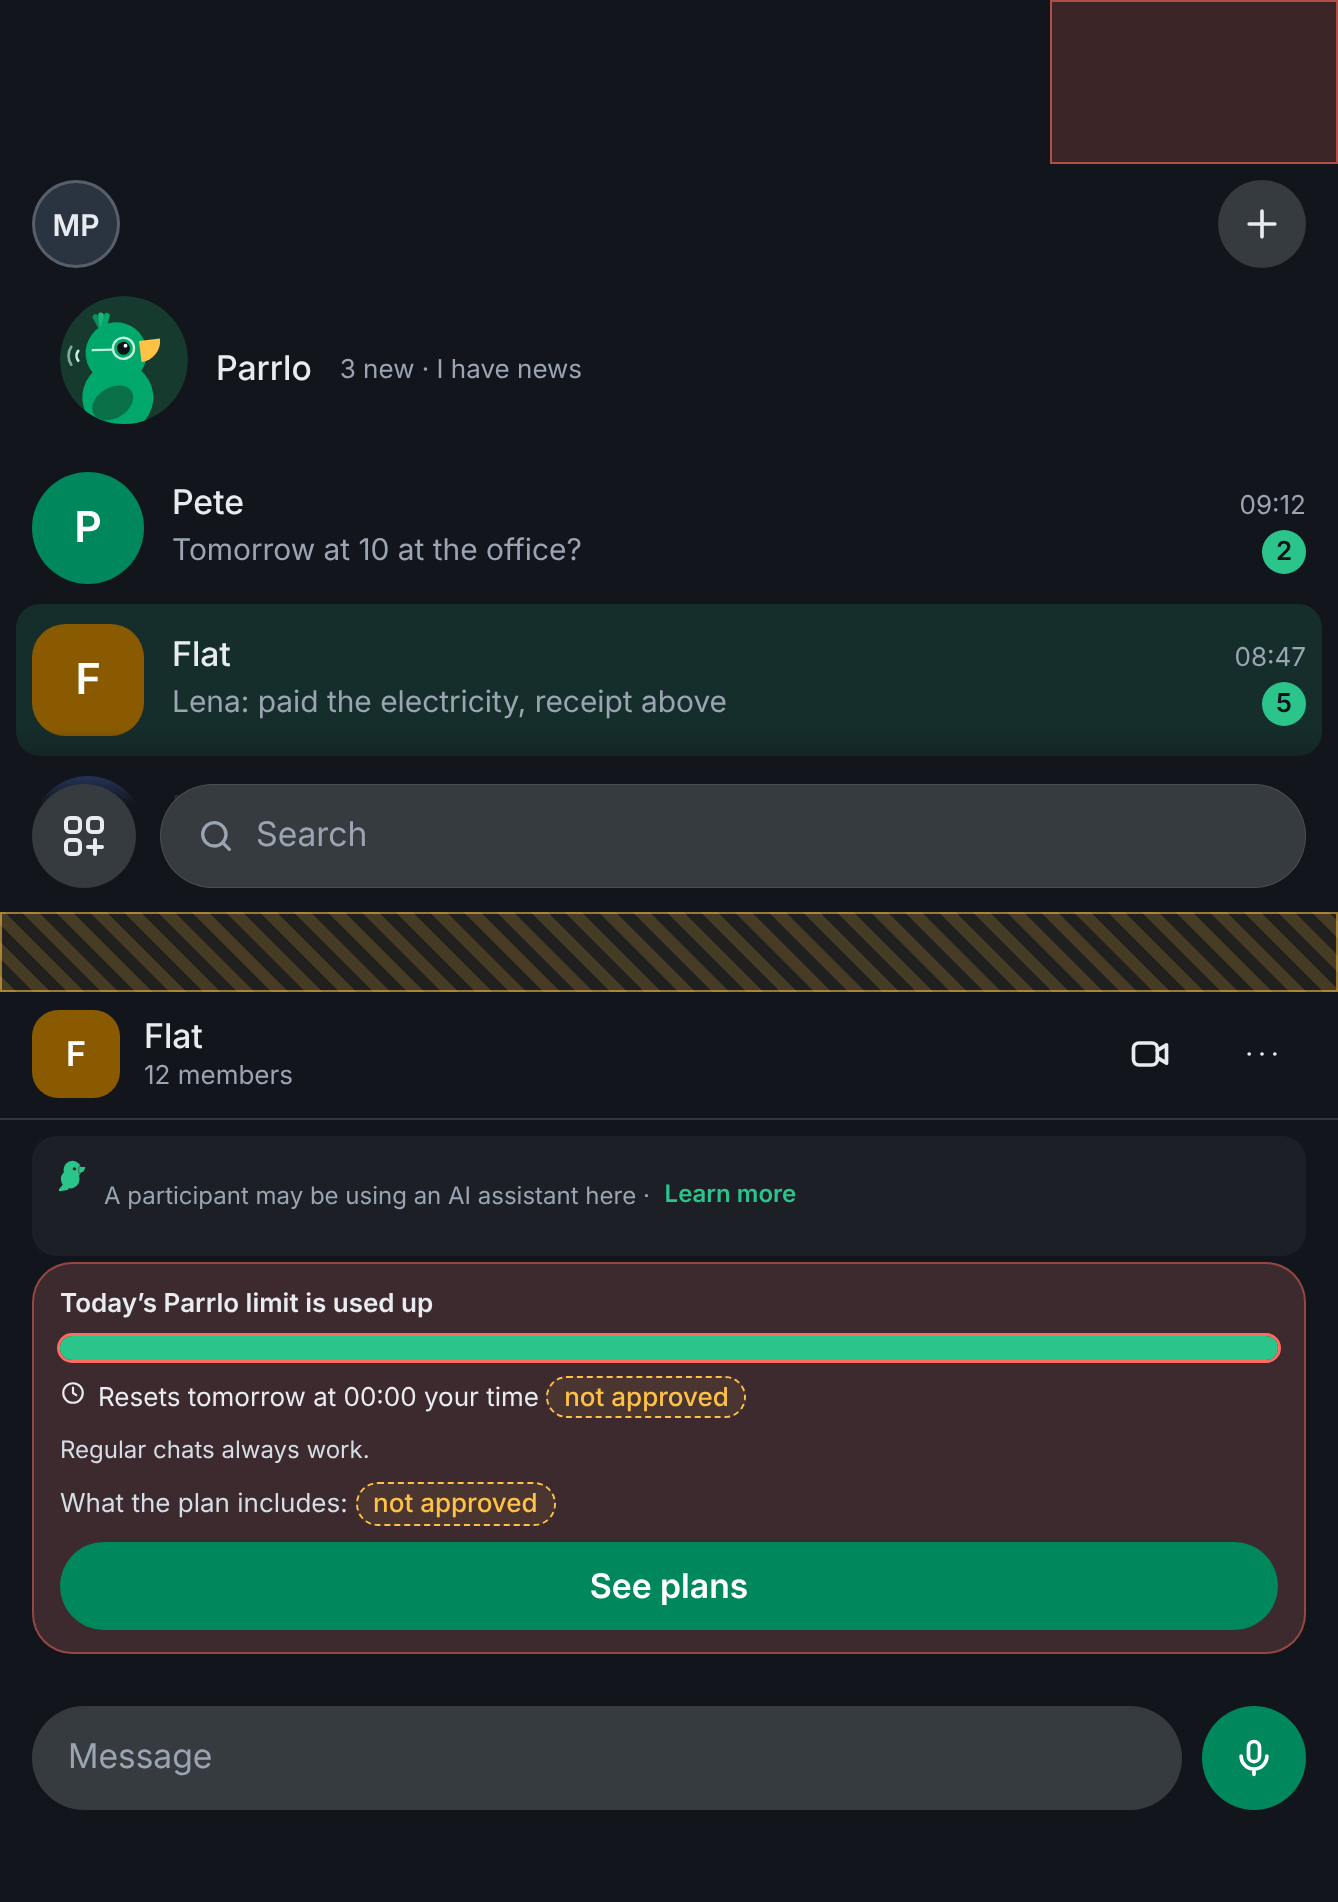 MP
Parrlo 3 new · I have news
P
Pete
09:12
Tomorrow at 10 at the office?
2
F
Flat
08:47
Lena: paid the electricity, receipt above
5
Search
F
Flat
12 members
A participant may be using an AI assistant here · Learn more
Today’s Parrlo limit is used up
Resets tomorrow at 00:00 your time not approved
Regular chats always work.
What the plan includes: not approved
See plans
Message